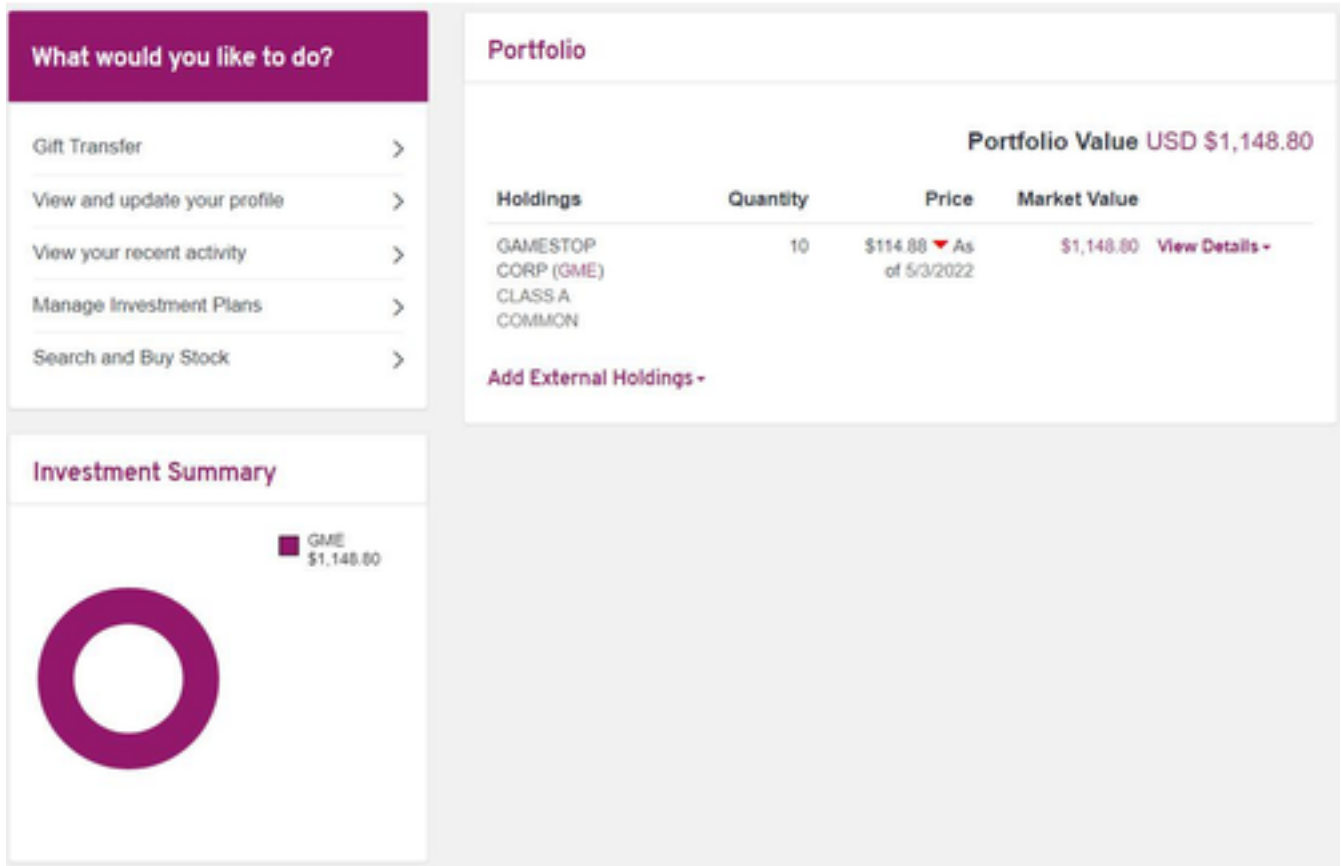 What would you like to do?
Gift Transfer
View and update your profile
View your recent activity
Manage Investment Plans
Search and Buy Stock
Portfolio
Portfolio Value USD $1,148.80
Holdings Quantity Price Market Value
GAMESTOP 10 $114.88 As $1,148.80 View Details
CORP (GME) of 5/3/2022
CLASS A
COMMON
Add External Holdings
Investment Summary
GME
$1,148.80